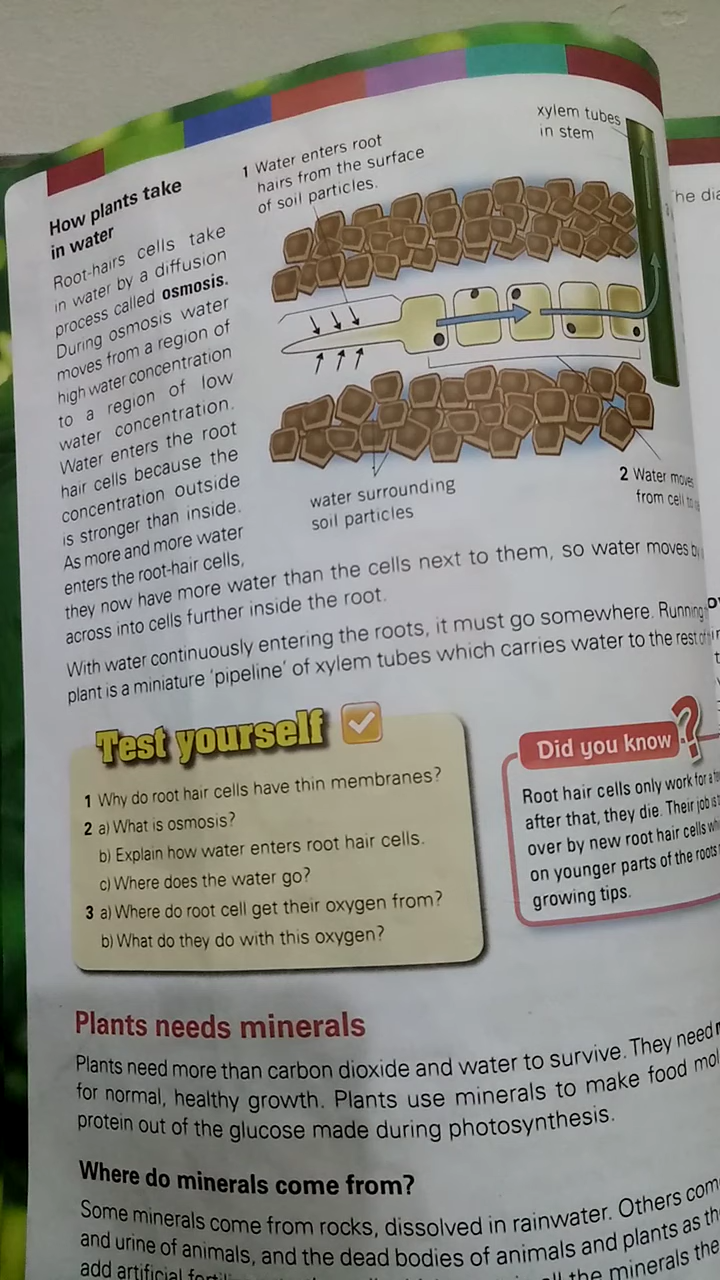 xylem tubes
in stem
1 Water enters root
hairs from the surface
of soil particles.
he dia
How plants take
in water
Root-hairs cells take
in water by a diffusion
process called osmosis.
During osmosis water
moves from a region of
high water concentration
to a region of low
water concentration.
Water enters the root
hair cells because the
concentration outside
is stronger than inside.
As more and more water
enters the root-hair cells,
they now have more water than the cells next to them, so water moves
across into cells further inside the root.
water surrounding
soil particles
2 Water moves
from cell to
With water continuously entering the roots, it must go somewhere. Running
plant is a miniature 'pipeline' of xylem tubes which carries water to the rest of
Test yourself
1 Why do root hair cells have thin membranes?
2 a) What is osmosis?
b) Explain how water enters root hair cells.
c) Where does the water go?
3 a) Where do root cell get their oxygen from?
b) What do they do with this oxygen?
Did you know ?
Root hair cells only work for a
after that, they die. Their job is
over by new root hair cells
on younger parts of the roots
growing tips.
Plants needs minerals
Plants need more than carbon dioxide and water to survive. They need
for normal, healthy growth. Plants use minerals to make food mol
protein out of the glucose made during photosynthesis.
Where do minerals come from?
Some minerals come from rocks, dissolved in rainwater. Others com
and urine of animals, and the dead bodies of animals and plants as th
add artificial the minerals the